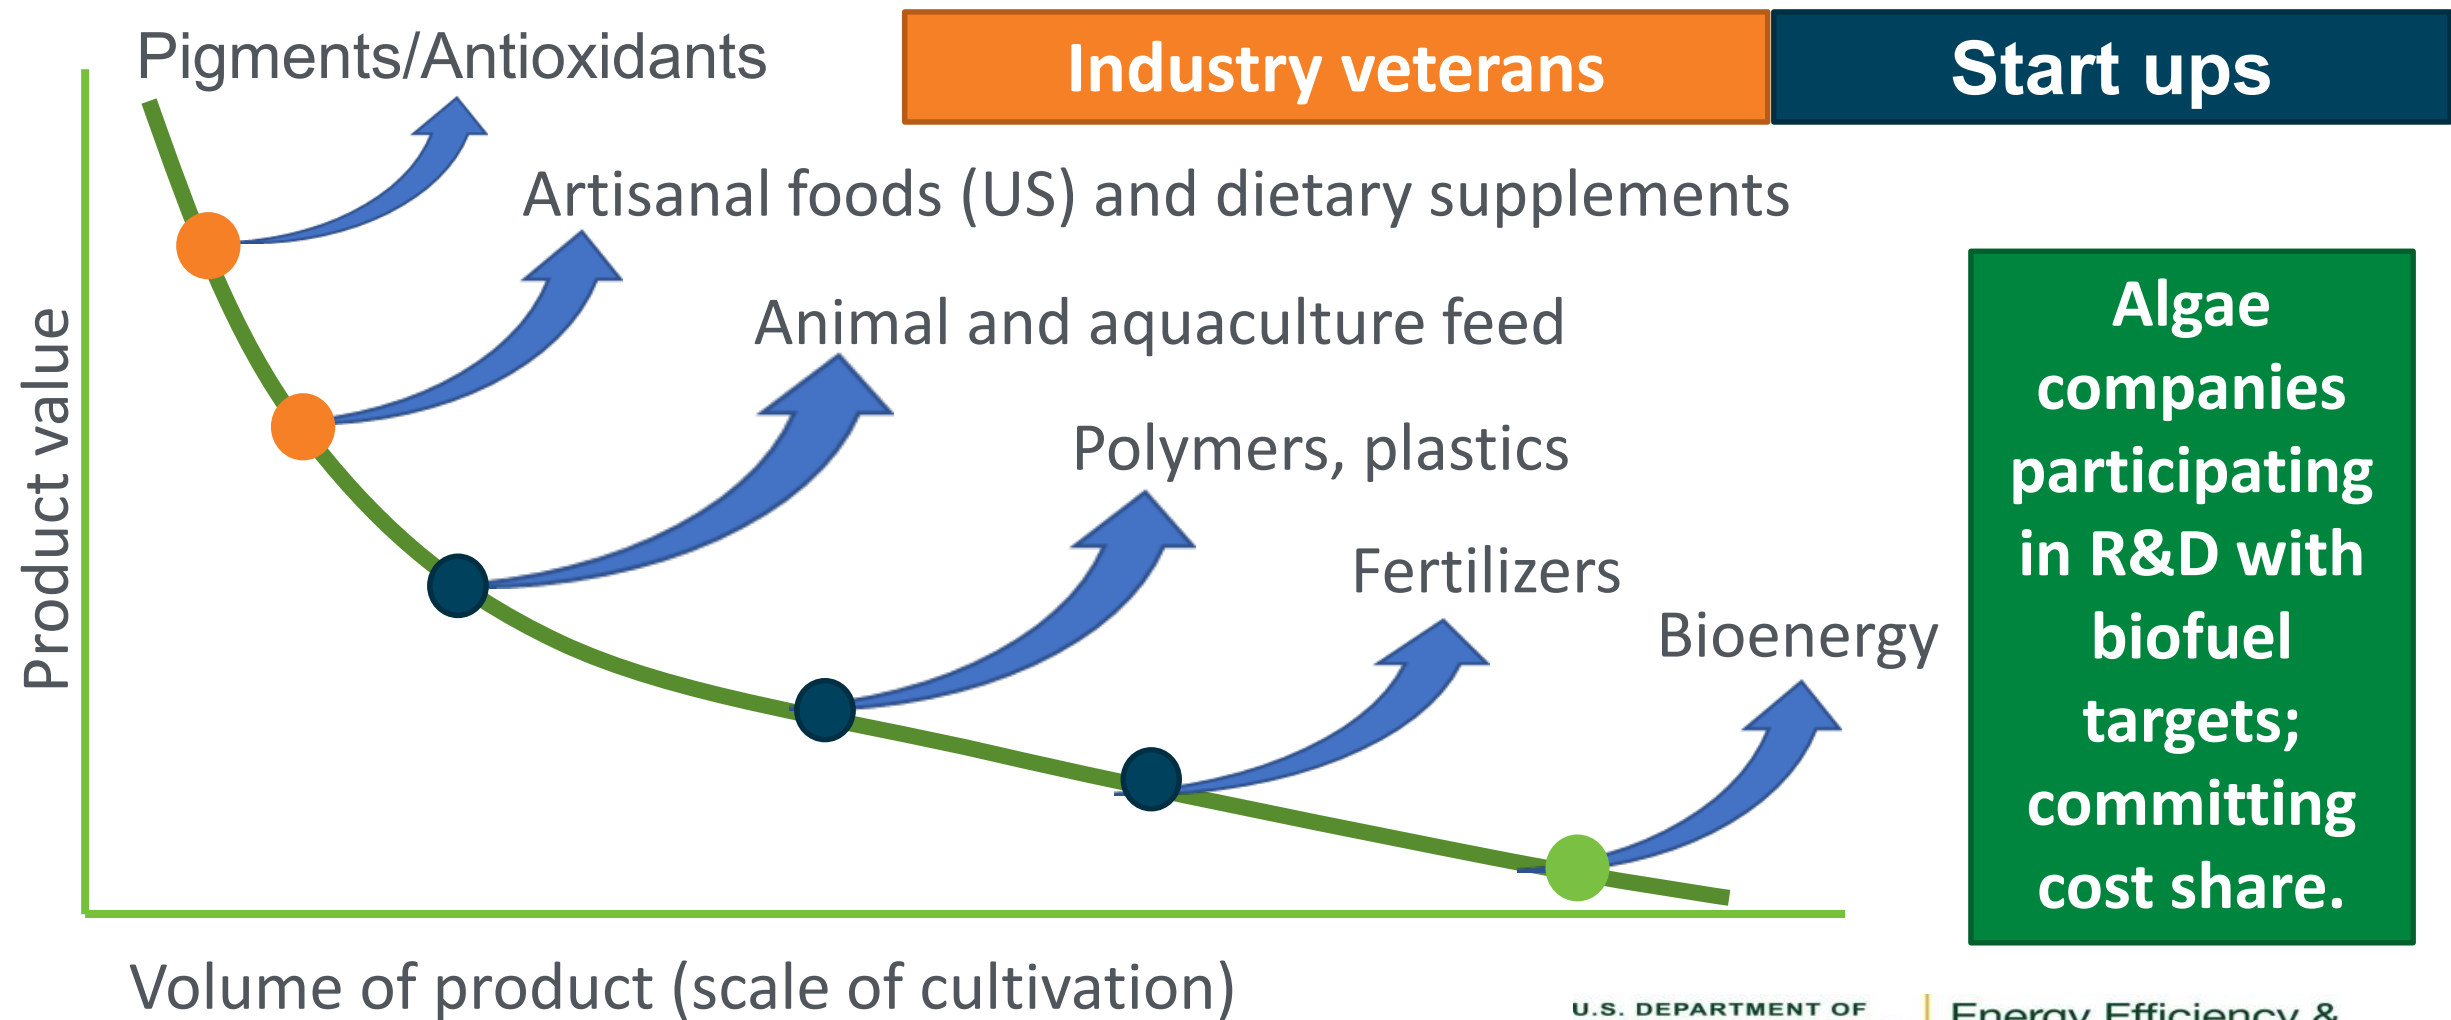 Pigments/Antioxidants
Industry veterans
Start ups
Artisanal foods (US) and dietary supplements
Animal and aquaculture feed
Polymers, plastics
Fertilizers
Bioenergy
Product value
Volume of product (scale of cultivation)
Algae
companies
participating
in R&D with
biofuel
targets;
committing
cost share.
U.S. DEPARTMENT OF
Energy Efficiency &